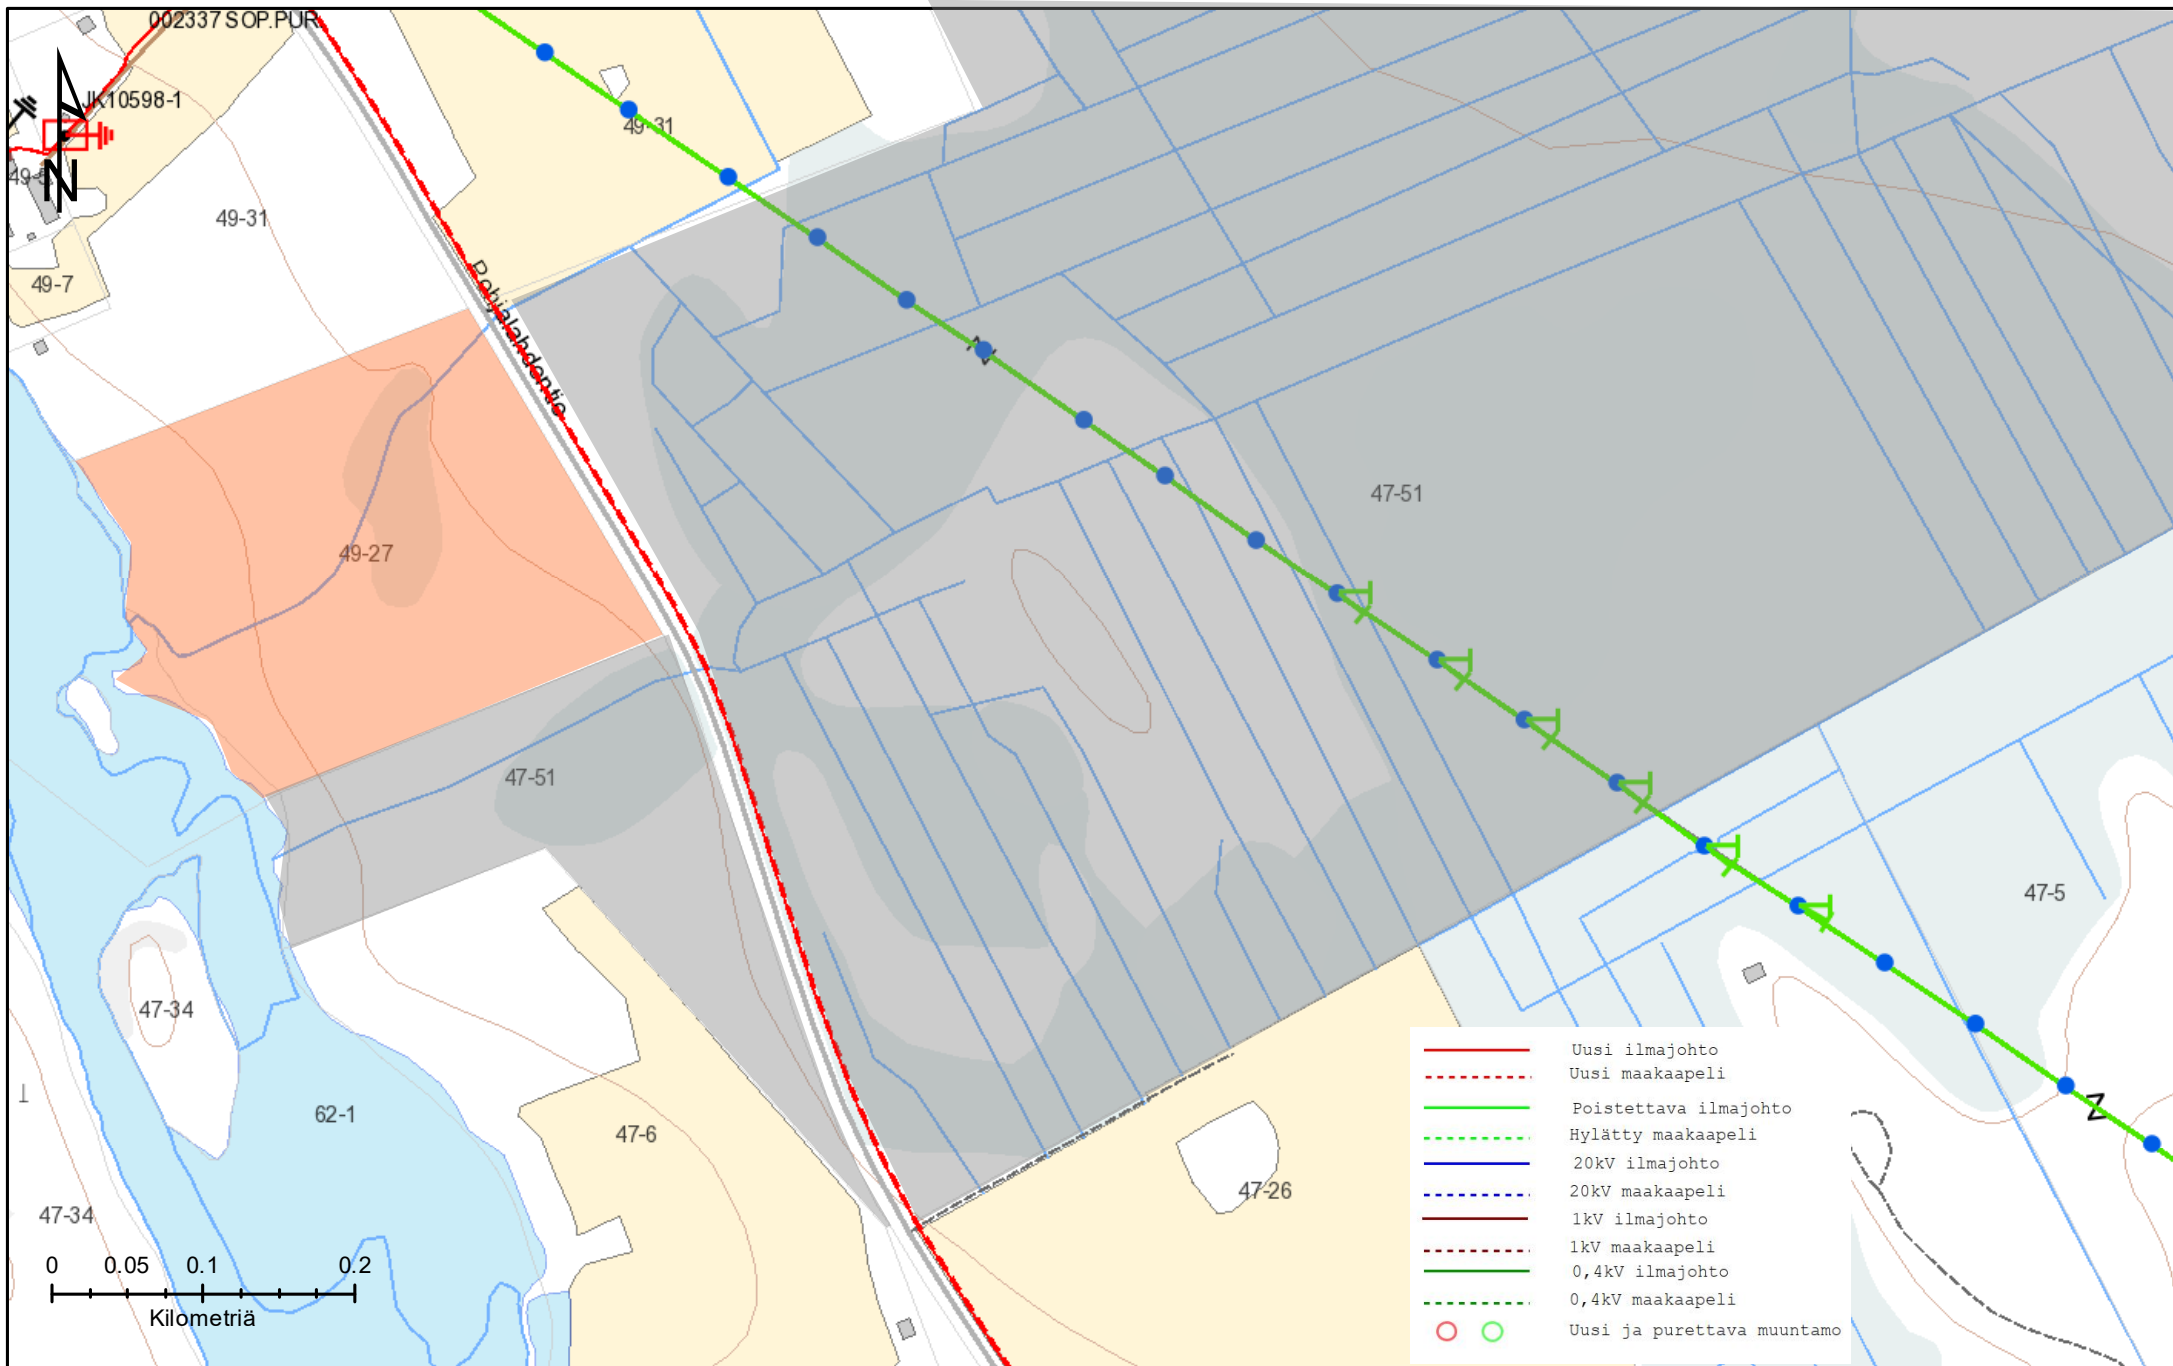 002337 SOP.PUR
JK10598-1
49-31
49-5
N
49-31
49-7
Pohjalahdentie
N
47-51
49-27
47-51
47-5
47-34
N
62-1
47-6
47-26
47-34
0 0.05 0.1 0.2
Kilometriä
Uusi ilmajohto
Uusi maakaapeli
Poistettava ilmajohto
Hylätty maakaapeli
20kV ilmajohto
20kV maakaapeli
1kV ilmajohto
1kV maakaapeli
0,4kV ilmajohto
0,4kV maakaapeli
Uusi ja purettava muuntamo